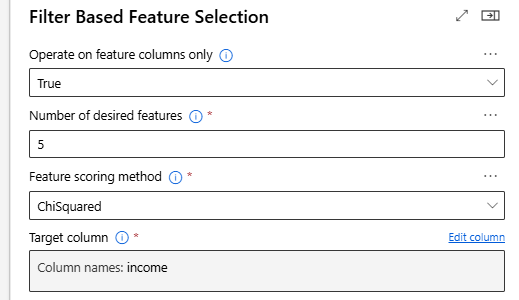 Filter Based Feature Selection
Operate on feature columns only
True
Number of desired features *
5
Feature scoring method *
ChiSquared
Target column * Edit column
Column names: income